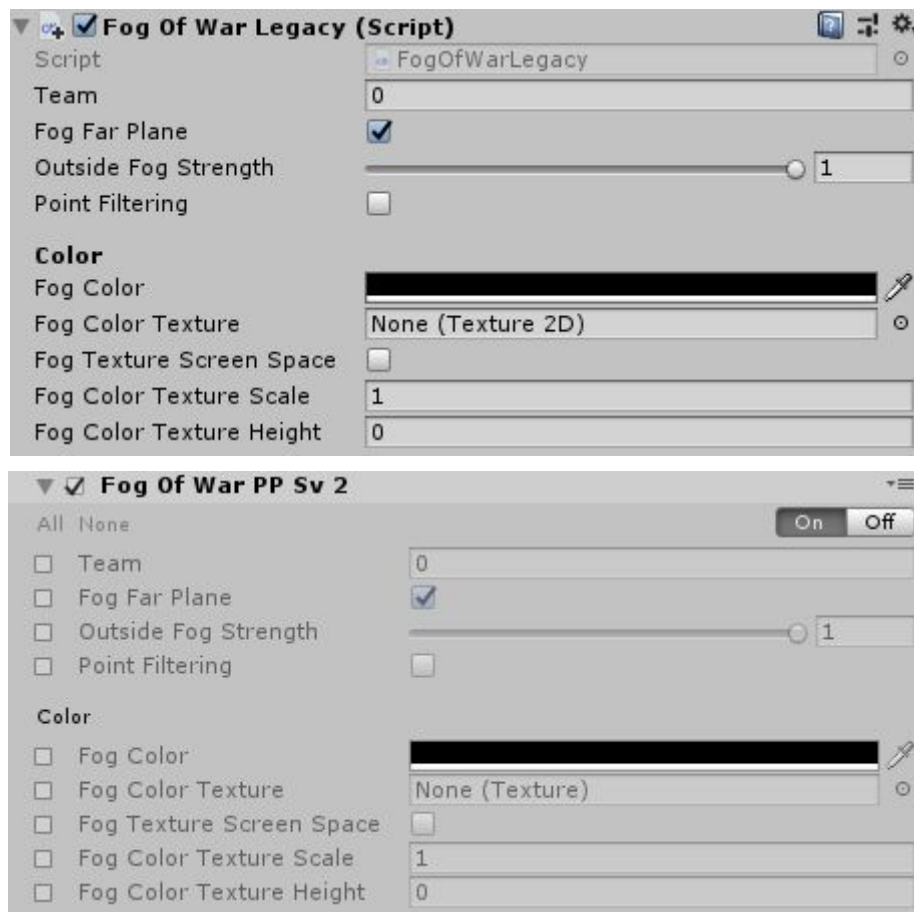 Fog Of War Legacy (Script)
Script FogOfWarLegacy
Team 0
Fog Far Plane
Outside Fog Strength 1
Point Filtering
Color
Fog Color
Fog Color Texture None (Texture 2D)
Fog Texture Screen Space
Fog Color Texture Scale 1
Fog Color Texture Height 0
Fog Of War PP Sv 2
All None On Off
Team 0
Fog Far Plane
Outside Fog Strength 1
Point Filtering
Color
Fog Color
Fog Color Texture None (Texture)
Fog Texture Screen Space
Fog Color Texture Scale 1
Fog Color Texture Height 0